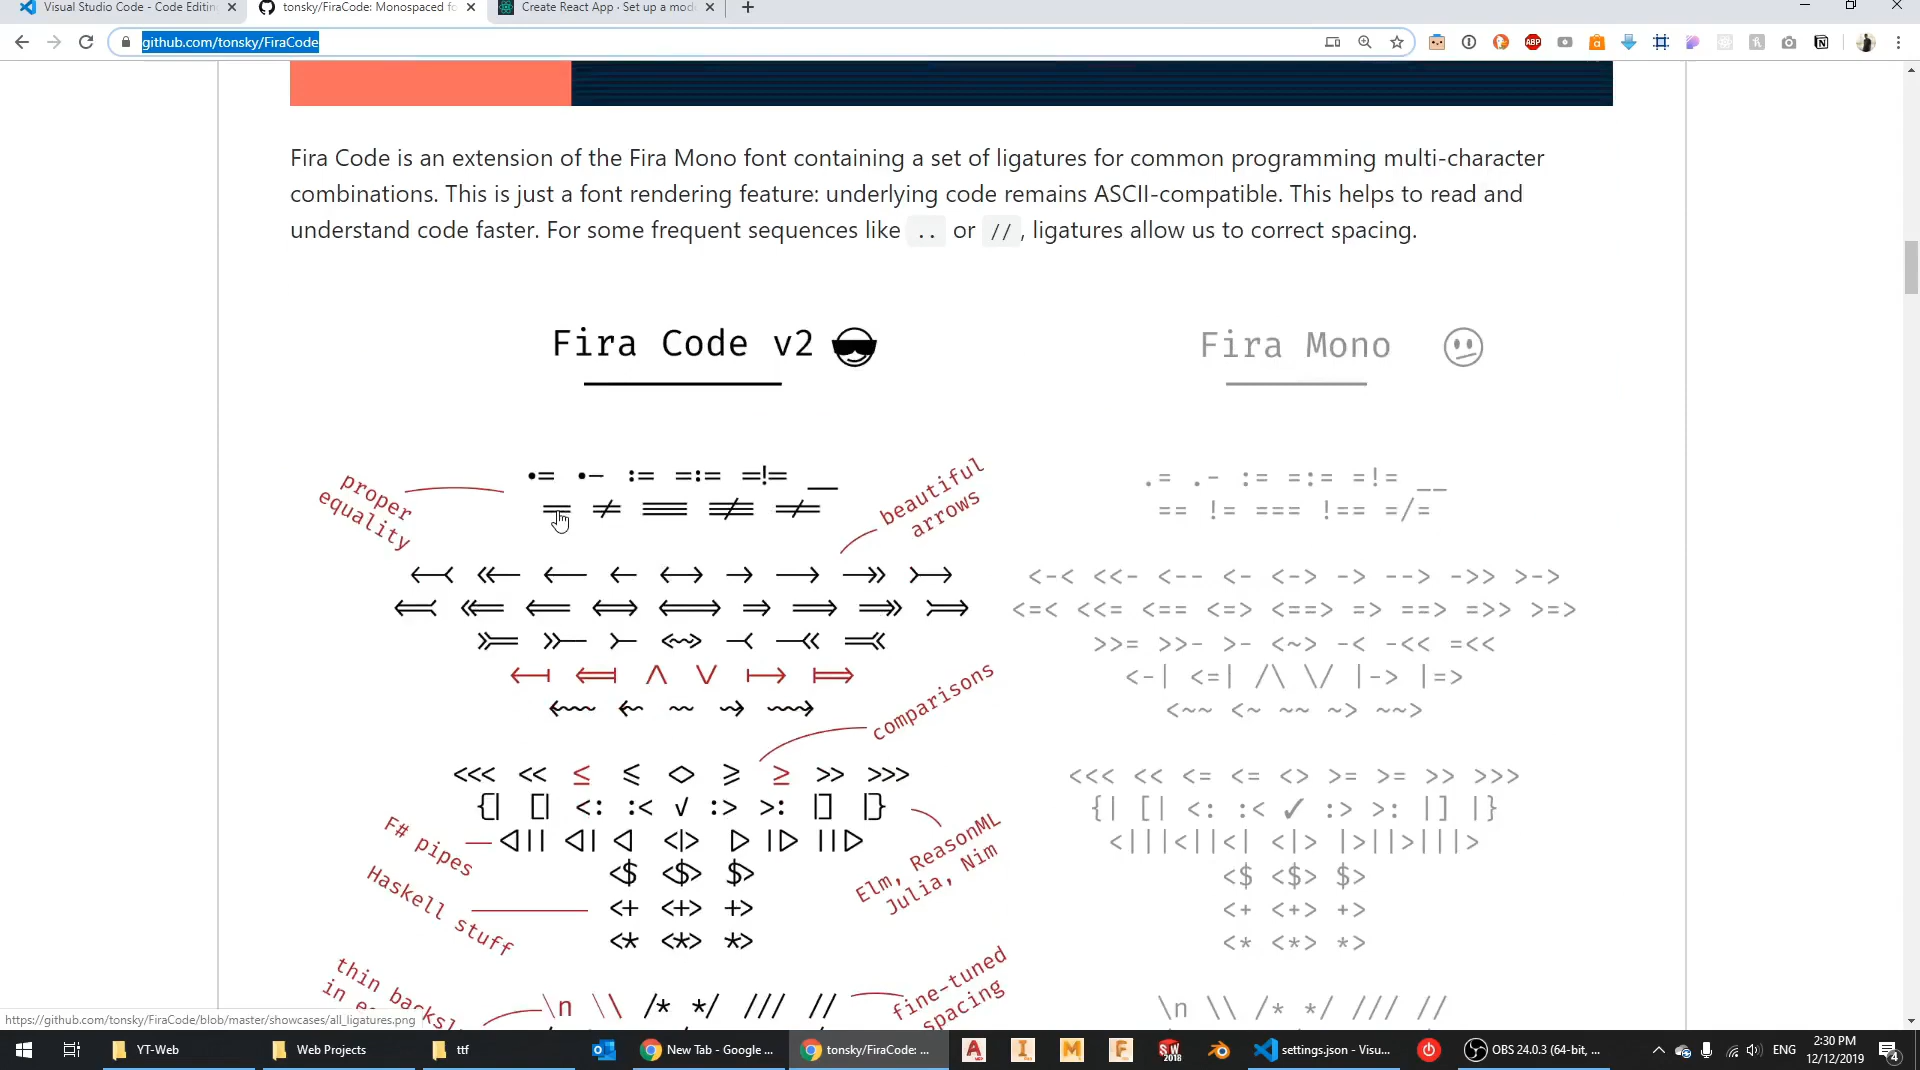 Visual Studio Code - Code Editin
tonsky/FiraCode: Monospaced fo
Create React App · Set up a mod
github.com/tonsky/FiraCode
Fira Code is an extension of the Fira Mono font containing a set of ligatures for common programming multi-character
combinations. This is just a font rendering feature: underlying code remains ASCII-compatible. This helps to read and
understand code faster. For some frequent sequences like .. or //, ligatures allow us to correct spacing.
Fira Code v2
Fira Mono
proper
equality
.= .- := =:= =!= __
== != === !== =/=
beautiful
arrows
.= .- := =:= =!= __
== != === !== =/=
<-< <<- <-- <- <-> -> --> ->> >->
<=< <<= <== <=> <==> => ==> =>> >=>
>>= >>- >- <~> -< -<< =<<
<-| <=| /\ \/ |-> |=>
<~~ <~ ~~ ~> ~~>
<-< <<- <-- <- <-> -> --> ->> >->
<=< <<= <== <=> <==> => ==> =>> >=>
>>= >>- >- <~> -< -<< =<<
<-| <=| /\ \/ |-> |=>
<~~ <~ ~~ ~> ~~>
comparisons
<<< << ≤ ⩽ <> ⩾ ≥ >> >>>
{| [| <: :< √ :> >: |] |}
<|| <| ◁ <|> ▷ |> ||>
<$ <$> $>
<+ <+> +>
<* <*> *>
F# pipes
Haskell stuff
Elm, ReasonML
Julia, Nim
<<< << <= <= <> >= >= >> >>>
{| [| <: :< ✓ :> >: |] |}
<|||<||<| <|> |>||>|||>
<$ <$> $>
<+ <+> +>
<* <*> *>
thin backsl
in
\n \\ /* */ /// //
fine-tuned
spacing
\n \\ /* */ /// //
https://github.com/tonsky/FiraCode/blob/master/showcases/all_ligatures.png
YT-Web
Web Projects
ttf
New Tab - Google ...
tonsky/FiraCode: ...
A
I
M
F
SW
2018
settings.json - Visu...
OBS 24.0.3 (64-bit, ...
ENG
2:30 PM
12/12/2019
4